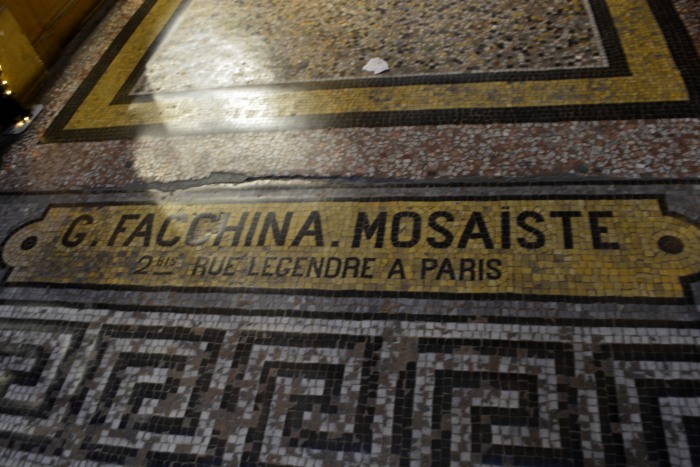 G. FACCHINA. MOSAÏSTE
2BIS RUE LEGENDRE A PARIS